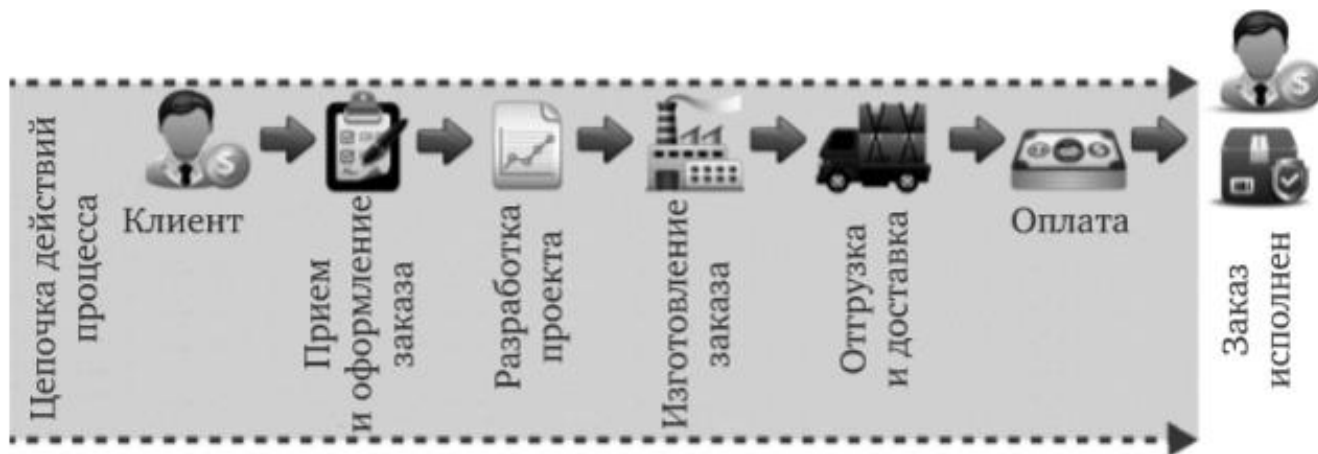 Цепочка действий
процесса
Клиент
Прием
и оформление
заказа
Разработка
проекта
Изготовление
заказа
Отгрузка
и доставка
Оплата
Заказ
исполнен